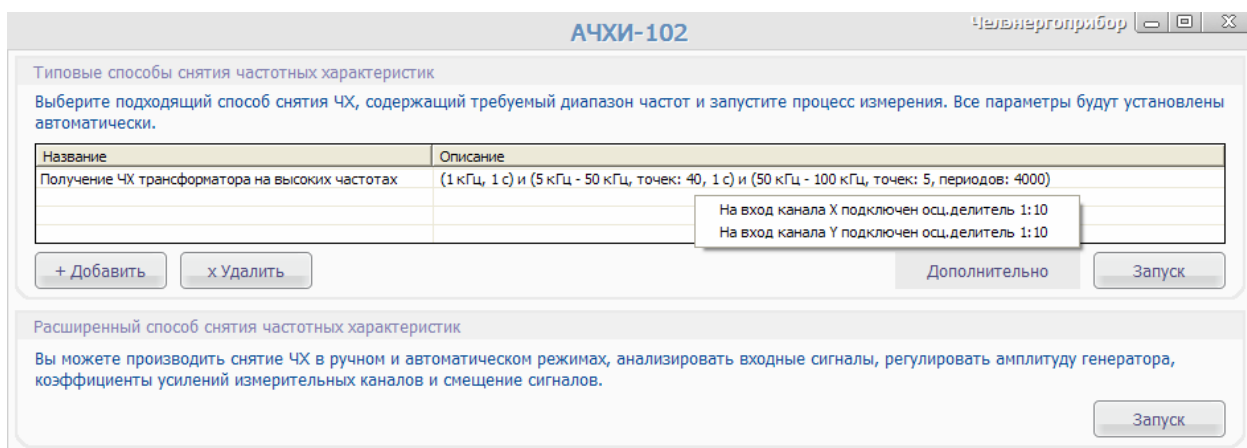 АЧХИ-102
Челэнергоприбор
Типовые способы снятия частотных характеристик
Выберите подходящий способ снятия ЧХ, содержащий требуемый диапазон частот и запустите процесс измерения. Все параметры будут установлены
автоматически.
Название Описание
Получение ЧХ трансформатора на высоких частотах (1 кГц, 1 с) и (5 кГц - 50 кГц, точек: 40, 1 с) и (50 кГц - 100 кГц, точек: 5, периодов: 4000)
На вход канала X подключен осц.делитель 1:10
На вход канала Y подключен осц.делитель 1:10
+ Добавить х Удалить Дополнительно Запуск
Расширенный способ снятия частотных характеристик
Вы можете производить снятие ЧХ в ручном и автоматическом режимах, анализировать входные сигналы, регулировать амплитуду генератора,
коэффициенты усилений измерительных каналов и смещение сигналов.
Запуск